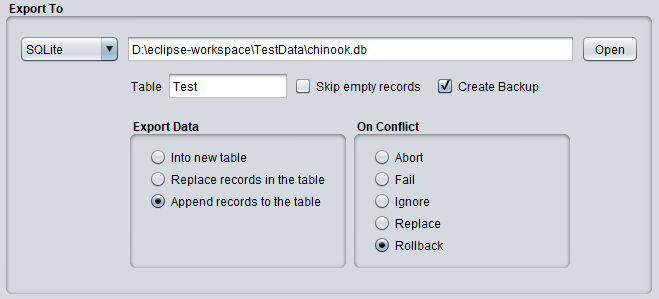 Export To
SQLite D:\eclipse-workspace\TestData\chinook.db Open
Table Test Skip empty records Create Backup
Export Data On Conflict
Into new table Abort
Replace records in the table Fail
Append records to the table Ignore
Replace
Rollback